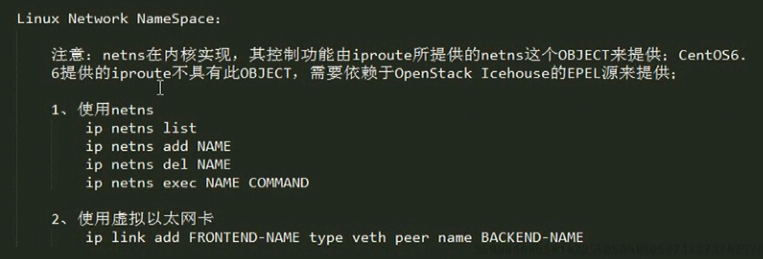 Linux Network NameSpace:
注意：netns在内核实现，其控制功能由iproute所提供的netns这个OBJECT来提供；CentOS6.
6提供的iproute不具有此OBJECT，需要依赖于OpenStack Icehouse的EPEL源来提供；
1、使用netns
ip netns list
ip netns add NAME
ip netns del NAME
ip netns exec NAME COMMAND
2、使用虚拟以太网卡
ip link add FRONTEND-NAME type veth peer name BACKEND-NAME